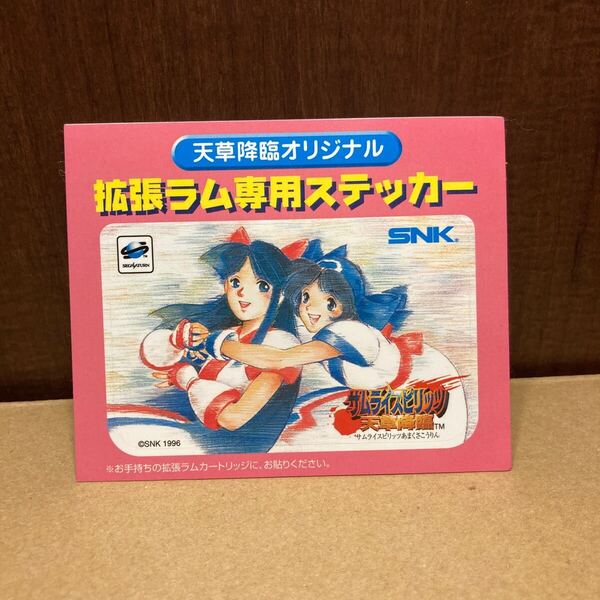 天草降臨オリジナル
拡張ラム専用ステッカー
SNK®
SEGA SATURN™
サムライスピリッツ
天草降臨™
サムライスピリッツあまくさこうりん
©SNK 1996
※お手持ちの拡張ラムカートリッジに、お貼りください。